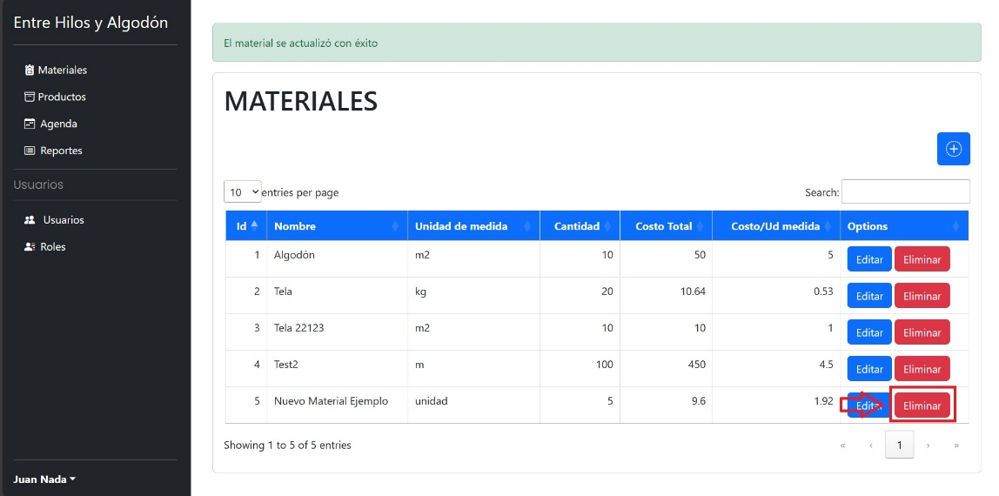 Entre Hilos y Algodón
Materiales
Productos
Agenda
Reportes
Usuarios
Usuarios
Roles
Juan Nada
El material se actualizó con éxito
MATERIALES
10 entries per page
Search:
Id Nombre Unidad de medida Cantidad Costo Total Costo/Ud medida Options
1 Algodón m2 10 50 5 Editar Eliminar
2 Tela kg 20 10.64 0.53 Editar Eliminar
3 Tela 22123 m2 10 10 1 Editar Eliminar
4 Test2 m 100 450 4.5 Editar Eliminar
5 Nuevo Material Ejemplo unidad 5 9.6 1.92 Editar Eliminar
Showing 1 to 5 of 5 entries
« ‹ 1 › »